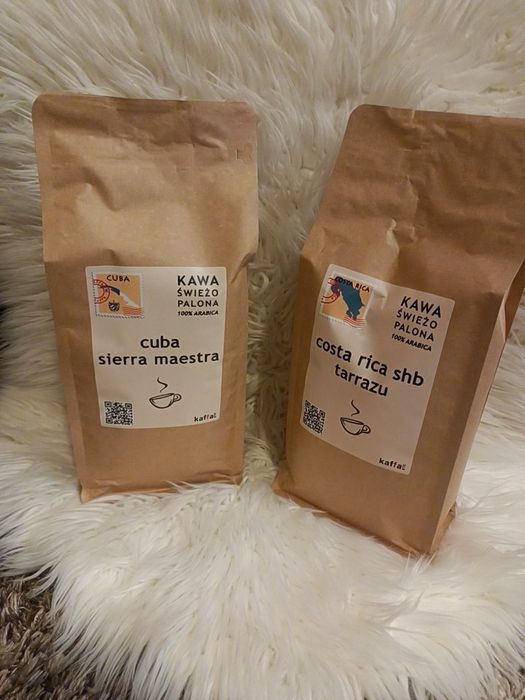 CUBA
KAWA
ŚWIEŻO
PALONA
100% ARABICA
cuba
sierra maestra
kaffa
COSTA RICA
KAWA
ŚWIEŻO
PALONA
100% ARABICA
costa rica shb
tarrazu
kaffa